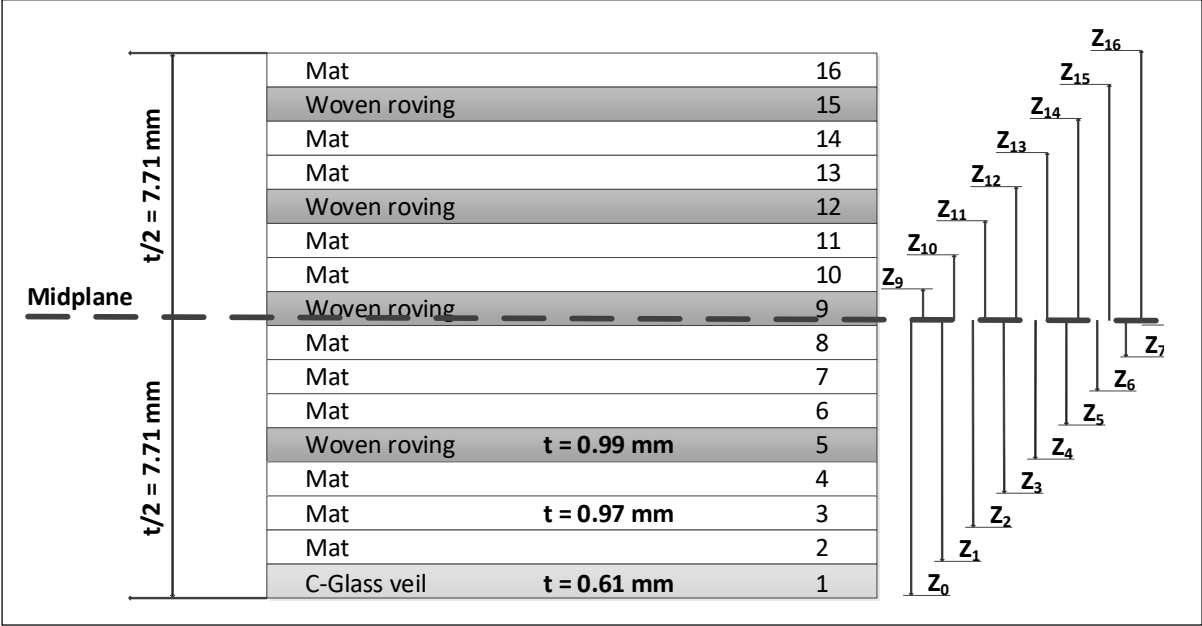 Z16
Mat 16
Z15
Woven roving 15
Z14
Mat 14
Z13
Mat 13
Z12
Woven roving 12
Z11
Mat 11
Z10
Mat 10
Z9
t/2 = 7.71 mm
Midplane
Woven roving 9
Mat 8
Z7
Mat 7
Z6
Mat 6
Z5
Woven roving t = 0.99 mm 5
Z4
Mat 4
Z3
Mat t = 0.97 mm 3
Z2
Mat 2
Z1
C-Glass veil t = 0.61 mm 1
Z0
t/2 = 7.71 mm